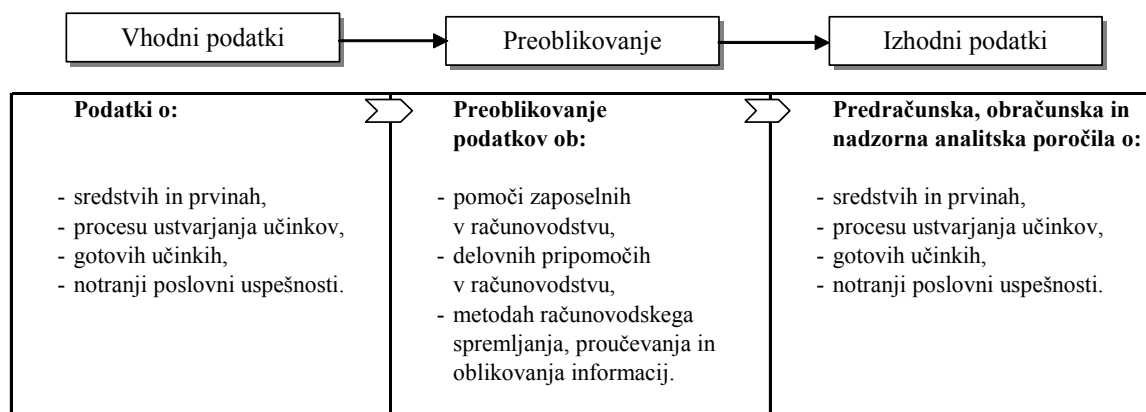 Vhodni podatki
Preoblikovanje
Izhodni podatki
Podatki o:
- sredstvih in prvinah,
- procesu ustvarjanja učinkov,
- gotovih učinkih,
- notranji poslovni uspešnosti.
Preoblikovanje
podatkov ob:
- pomoči zaposelnih
v računovodstvu,
- delovnih pripomočih
v računovodstvu,
- metodah računovodskega
spremljanja, proučevanja in
oblikovanja informacij.
Predračunska, obračunska in
nadzorna analitska poročila o:
- sredstvih in prvinah,
- procesu ustvarjanja učinkov,
- gotovih učinkih,
- notranji poslovni uspešnosti.